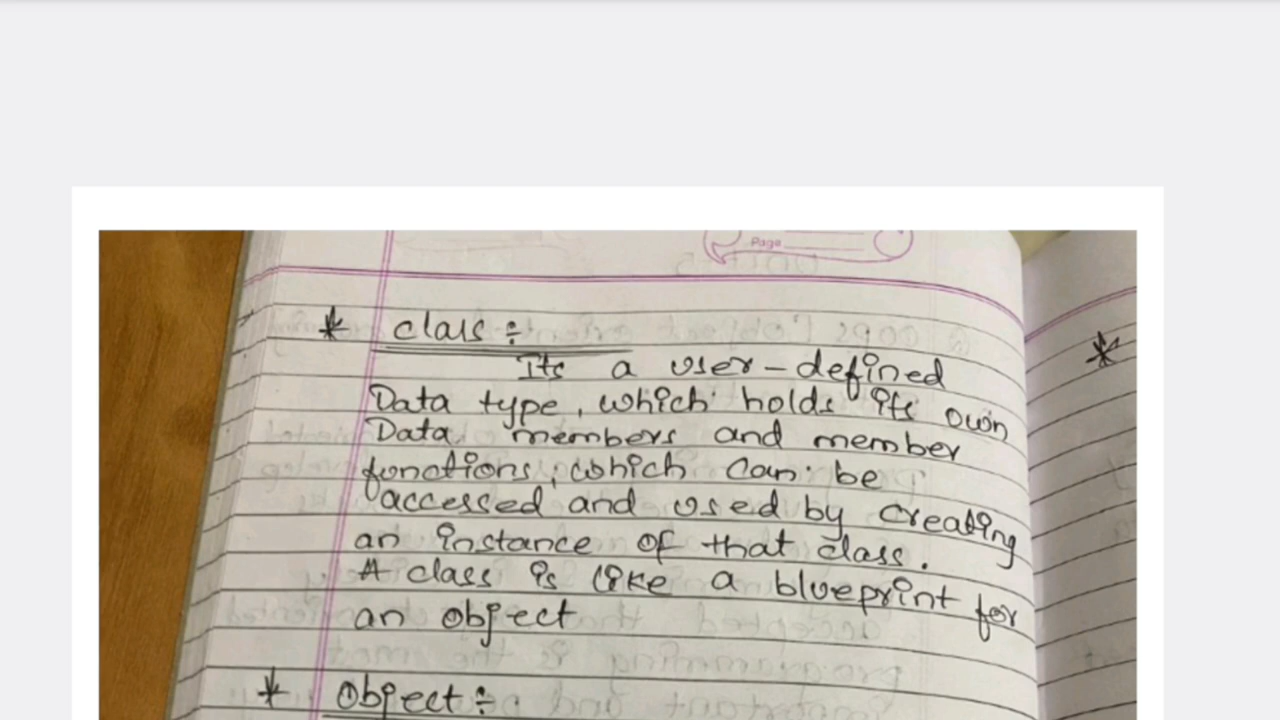 Page
* class :-
Its a user-defined
Data type, which holds its own
Data members and member
functions, which can be
accessed and used by creating
an instance of that class.
A class is like a blueprint for
an object
* object :-
*